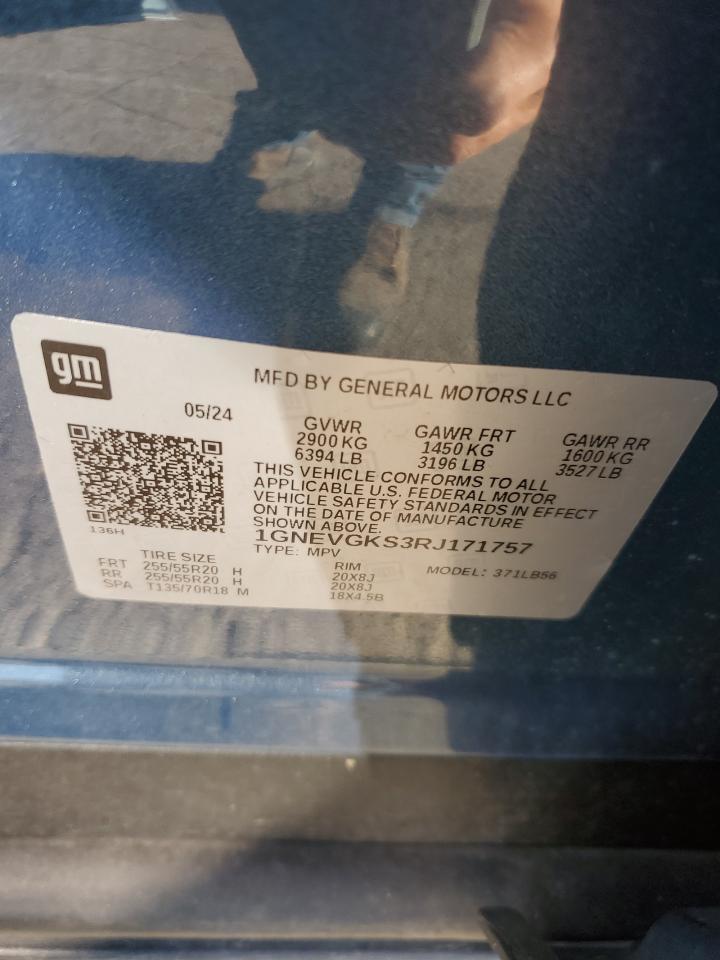 gm
MFD BY GENERAL MOTORS LLC
05/24
GVWR GAWR FRT GAWR RR
2900 KG 1450 KG 1600 KG
6394 LB 3196 LB 3527 LB
THIS VEHICLE CONFORMS TO ALL
APPLICABLE U.S. FEDERAL MOTOR
VEHICLE SAFETY STANDARDS IN EFFECT
ON THE DATE OF MANUFACTURE
SHOWN ABOVE.
136H
1GNEVGKS3RJ171757
TYPE: MPV MODEL: 371LB56
TIRE SIZE RIM
FRT 255/55R20 H 20X8J
RR 255/55R20 H 20X8J
SPA T135/70R18 M 18X4.5B